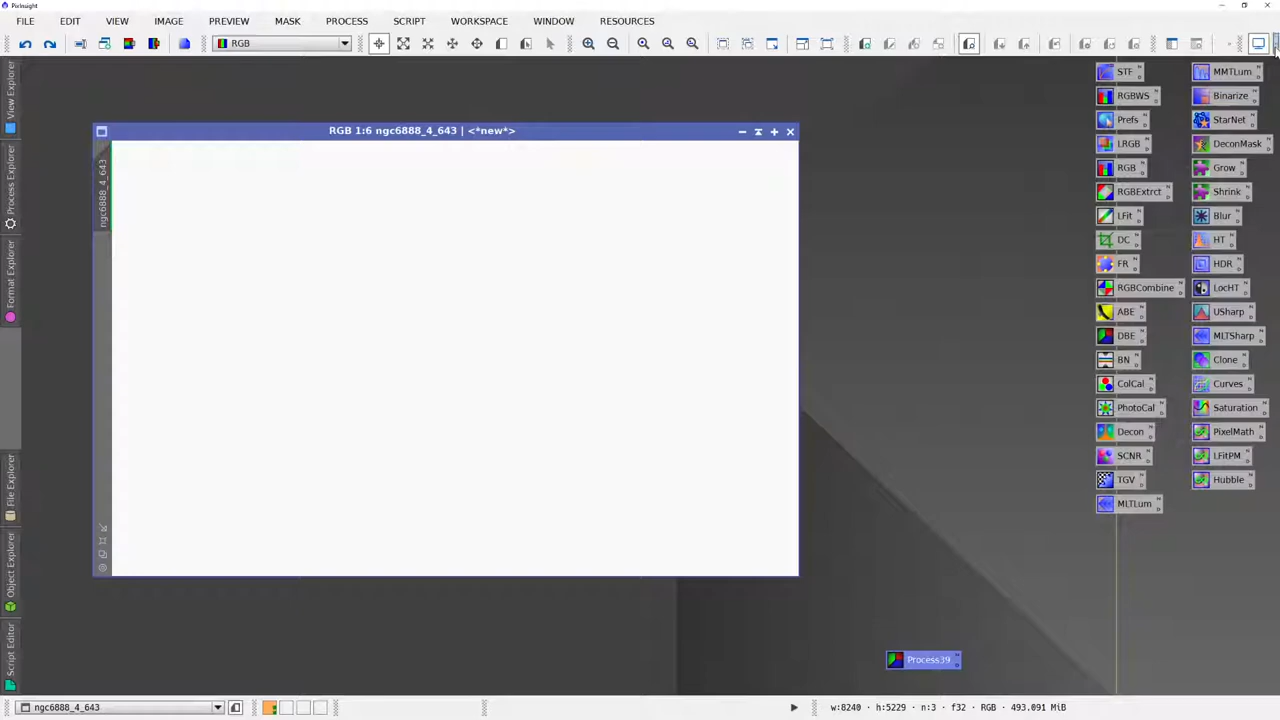 PixInsight
FILE EDIT VIEW IMAGE MASK PROCESS SCRIPT WORKSPACE WINDOW RESOURCES
RGB
View Explorer
Process Explorer
Format Explorer
File Explorer
Object Explorer
Script Editor
RGB 1:6 ngc6888_4_643 | <*new*>
ngc6888_4_643
STF
RGBWS
Prefs
LRGB
RGB
RGBExtrct
LFit
DC
FR
RGBCombine
ABE
DBE
BN
ColCal
PhotoCal
Decon
SCNR
TGV
MLTLum
MMTLum
Binarize
StarNet
DeconMask
Grow
Shrink
Blur
HT
HDR
LocHT
USharp
MLTSharp
Clone
Curves
Saturation
PixelMath
LFitPM
Hubble
Process39
ngc6888_4_643
w:8240 · h:5229 · n:3 · f32 · RGB · 493.091 MiB